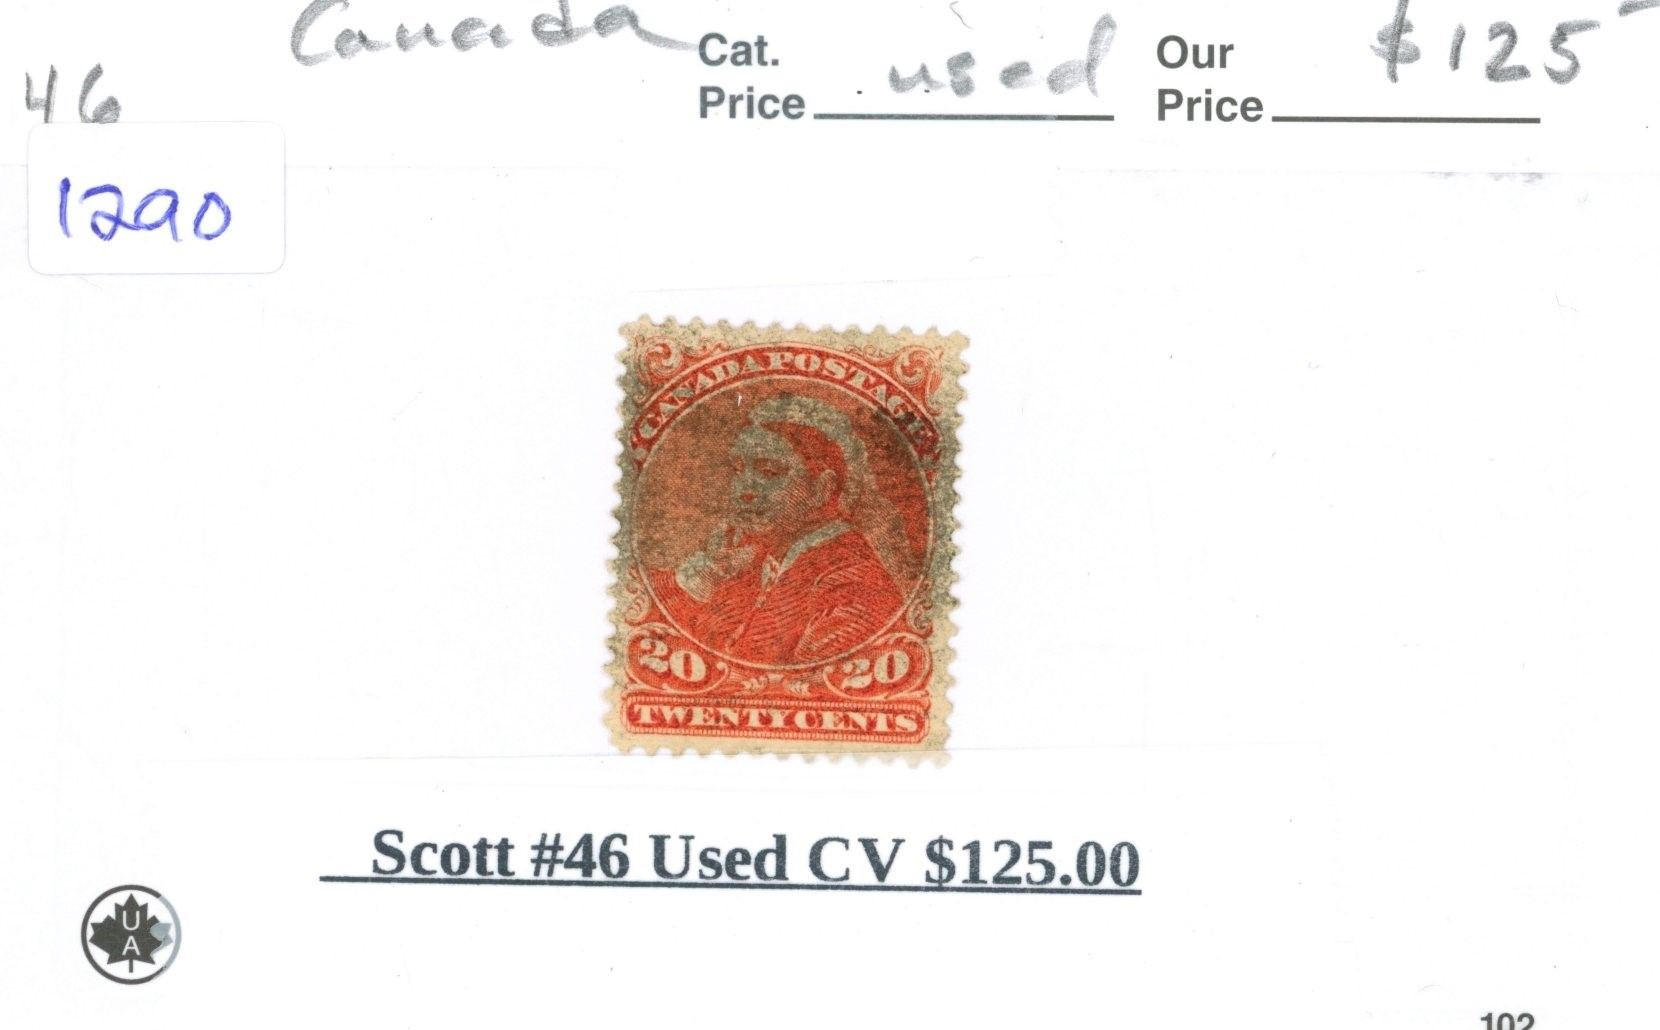 Canada
46
Cat. Price used
Our Price $125
1290
CANADA POSTAGE
20 20
TWENTY CENTS
Scott #46 Used CV $125.00
U
A
102